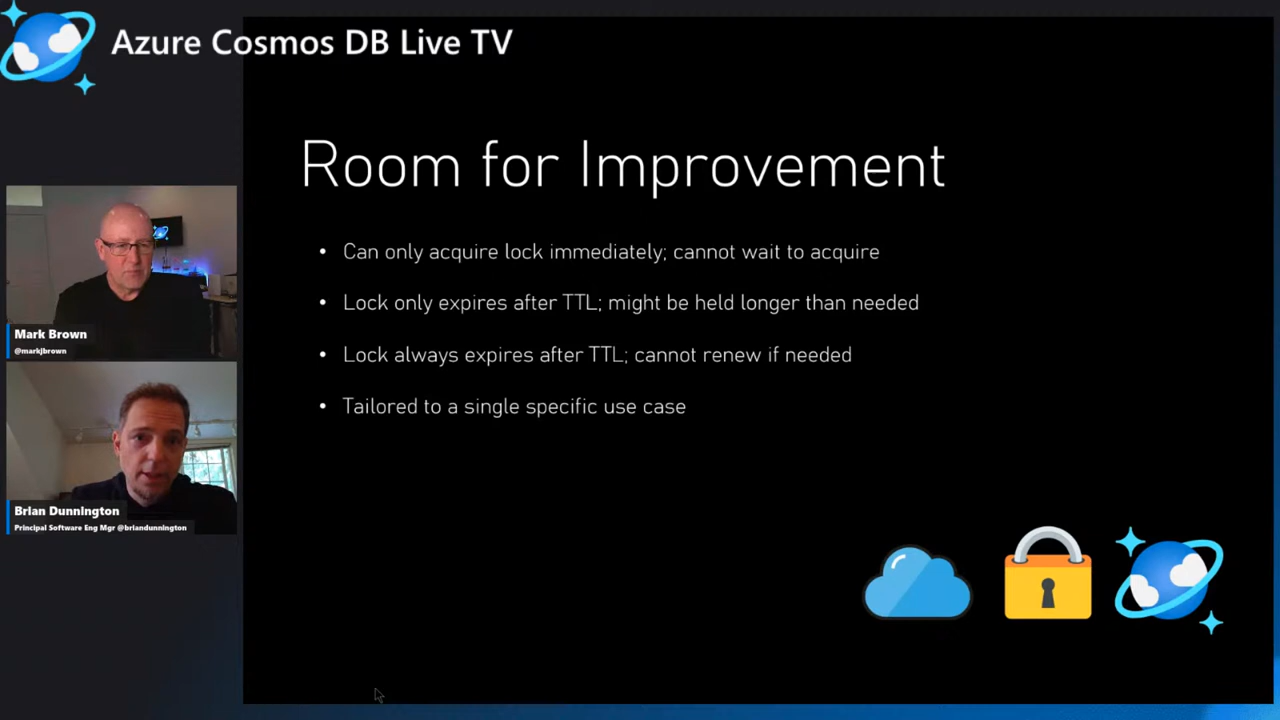 Azure Cosmos DB Live TV
Room for Improvement
• Can only acquire lock immediately; cannot wait to acquire
• Lock only expires after TTL; might be held longer than needed
• Lock always expires after TTL; cannot renew if needed
• Tailored to a single specific use case
Mark Brown
@markjbrown
Brian Dunnington
Principal Software Eng Mgr @briandunnington